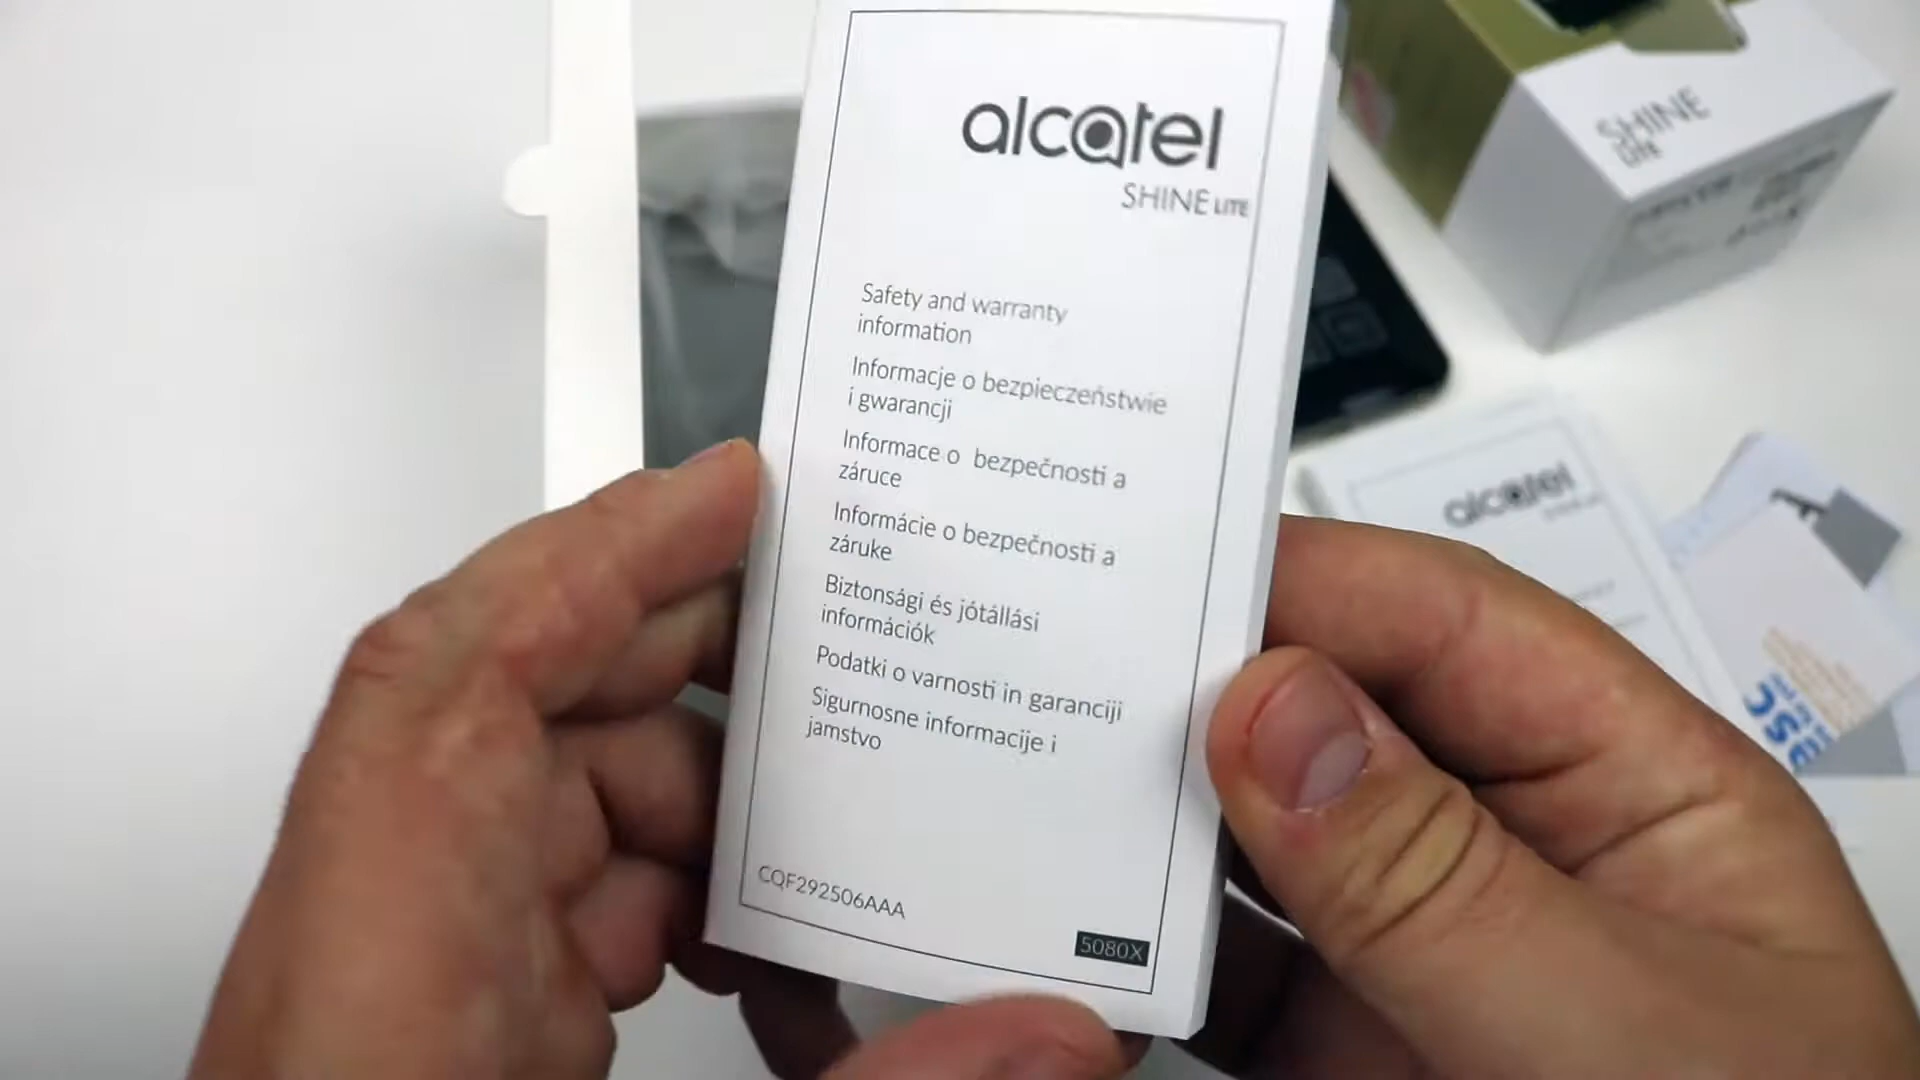 alcatel
SHINE LITE
Safety and warranty
information
Informacje o bezpieczeństwie
i gwarancji
Informace o bezpečnosti a
záruce
Informácie o bezpečnosti a
záruke
Biztonsági és jótállási
információk
Podatki o varnosti in garanciji
Sigurnosne informacije i
jamstvo
CQF292506AAA
5080X
SHINE
LITE
alcatel